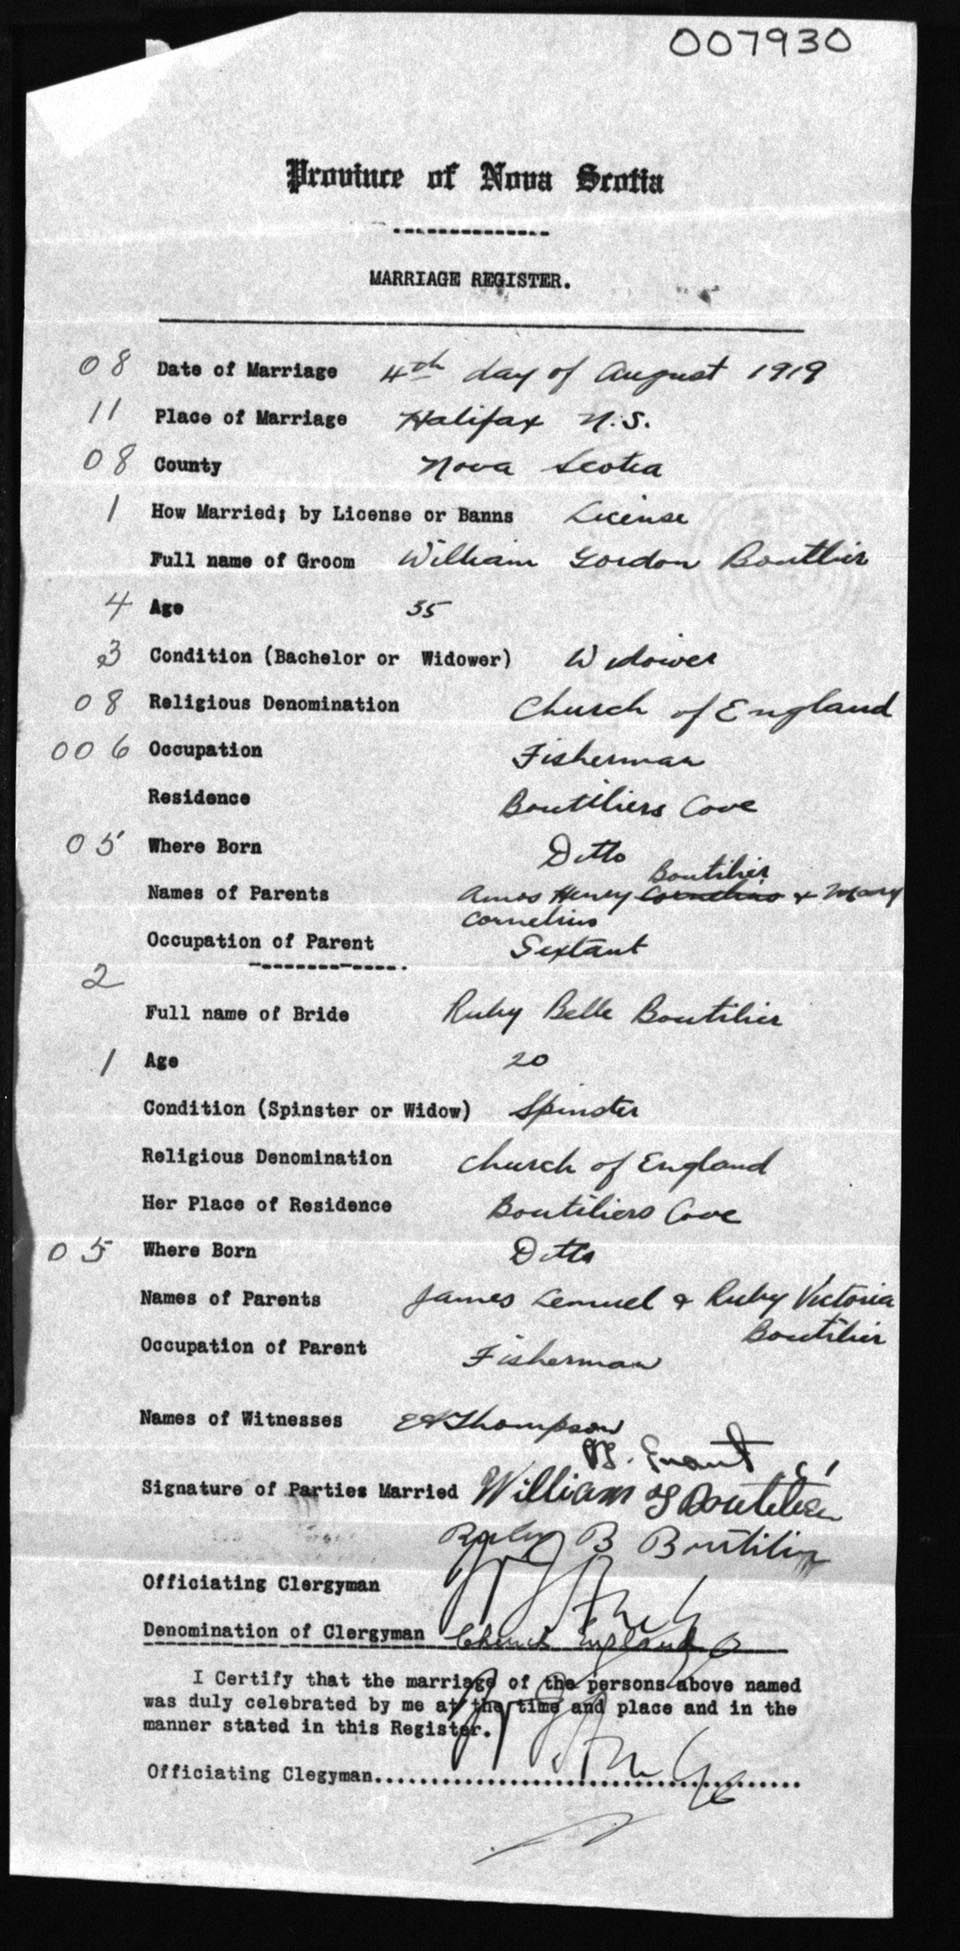 007930
Province of Nova Scotia
MARRIAGE REGISTER.
08 Date of Marriage 4th day of August 1919
11 Place of Marriage Halifax N.S.
08 County Nova Scotia
1 How Married; by License or Banns License
Full name of Groom William Gordon Boutilier
4 Age 35
3 Condition (Bachelor or Widower) Widower
08 Religious Denomination Church of England
006 Occupation Fisherman
Residence Boutiliers Cove
05 Where Born Ditto
Boutilier
Names of Parents Amos Henry Cornelius & Mary
Cornelius
Occupation of Parent Sextant
2
Full name of Bride Ruby Belle Boutilier
1 Age 20
Condition (Spinster or Widow) Spinster
Religious Denomination Church of England
Her Place of Residence Boutiliers Cove
05 Where Born Ditto
Names of Parents James Lemuel & Ruby Victoria
Boutilier
Occupation of Parent Fisherman
Names of Witnesses Thompson
Grant
Signature of Parties Married William G Boutilier
Ruby B Boutilier
Officiating Clergyman
Denomination of Clergyman Church England
I Certify that the marriage of the persons above named
was duly celebrated by me at the time and place and in the
manner stated in this Register.
Officiating Clegyman